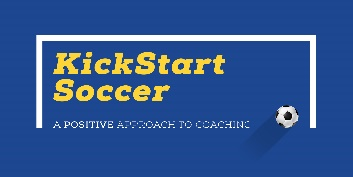 KickStart
Soccer
A POSITIVE APPROACH TO COACHING